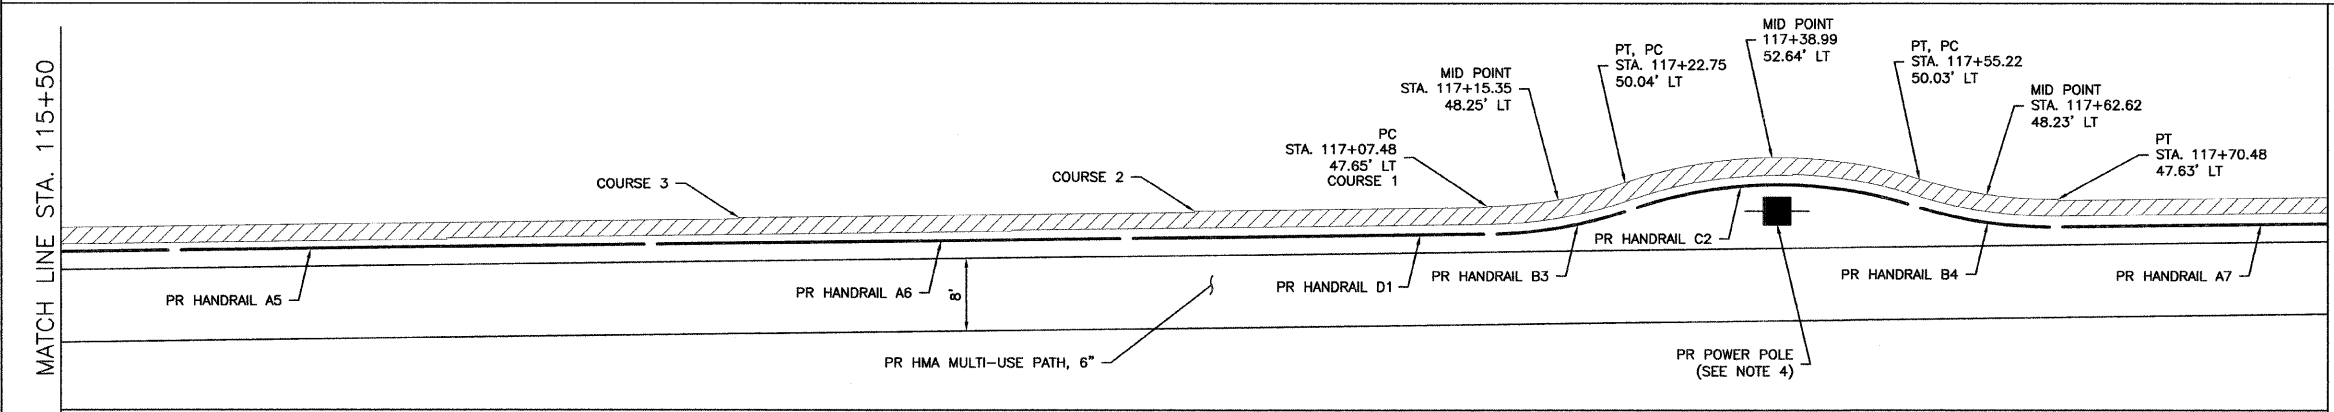 MATCH LINE STA. 115+50
COURSE 3
COURSE 2
PC
STA. 117+07.48
47.65' LT
COURSE 1
MID POINT
STA. 117+15.35
48.25' LT
PT, PC
STA. 117+22.75
50.04' LT
MID POINT
117+38.99
52.64' LT
PT, PC
STA. 117+55.22
50.03' LT
MID POINT
STA. 117+62.62
48.23' LT
PT
STA. 117+70.48
47.63' LT
PR HANDRAIL A5
PR HANDRAIL A6
8'
PR HANDRAIL D1
PR HANDRAIL B3
PR HANDRAIL C2
PR HANDRAIL B4
PR HANDRAIL A7
PR HMA MULTI-USE PATH, 6"
PR POWER POLE
(SEE NOTE 4)